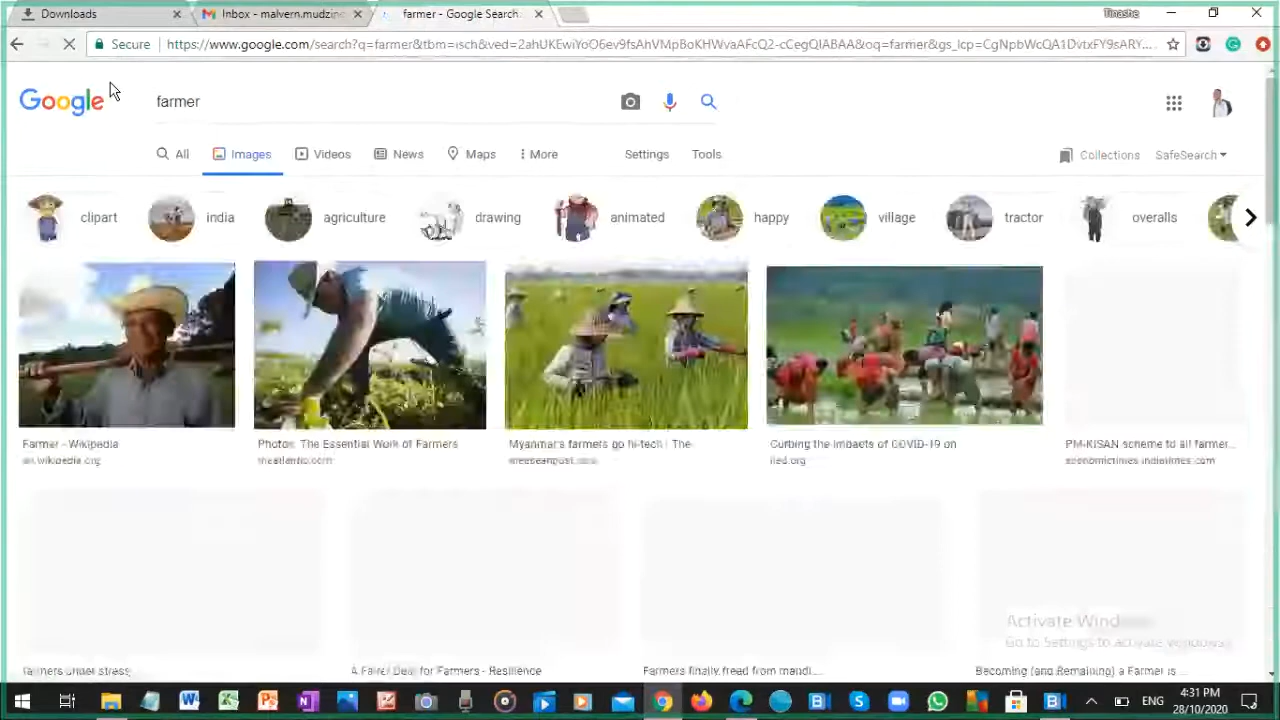 Downloads
Inbox - malvern.mudzine
farmer - Google Search
Tinashe
Secure
https://www.google.com/search?q=farmer&tbm=isch&ved=2ahUKEwiYoO6ev9fsAhVMpBoKHWvaAFcQ2-cCegQIABAA&oq=farmer&gs_lcp=CgNpbWcQA1DvtxFY9sARY...
Google
farmer
All
Images
Videos
News
Maps
More
Settings
Tools
Collections
SafeSearch
clipart
india
agriculture
drawing
animated
happy
village
tractor
overalls
Farmer - Wikipedia
en.wikipedia.org
Photos: The Essential Work of Farmers
theatlantic.com
Myanmar's farmers go hi-tech | The
Curbing the impacts of COVID-19 on
iied.org
PM-KISAN scheme to all farmer...
economictimes.indiatimes.com
Farmers under stress
A Fairer Deal for Farmers - Resilience
Farmers finally freed from mandi...
Becoming (and Remaining) a Farmer is ...
Activate Windows
Go to Settings to activate Windows.
ENG
4:31 PM
28/10/2020